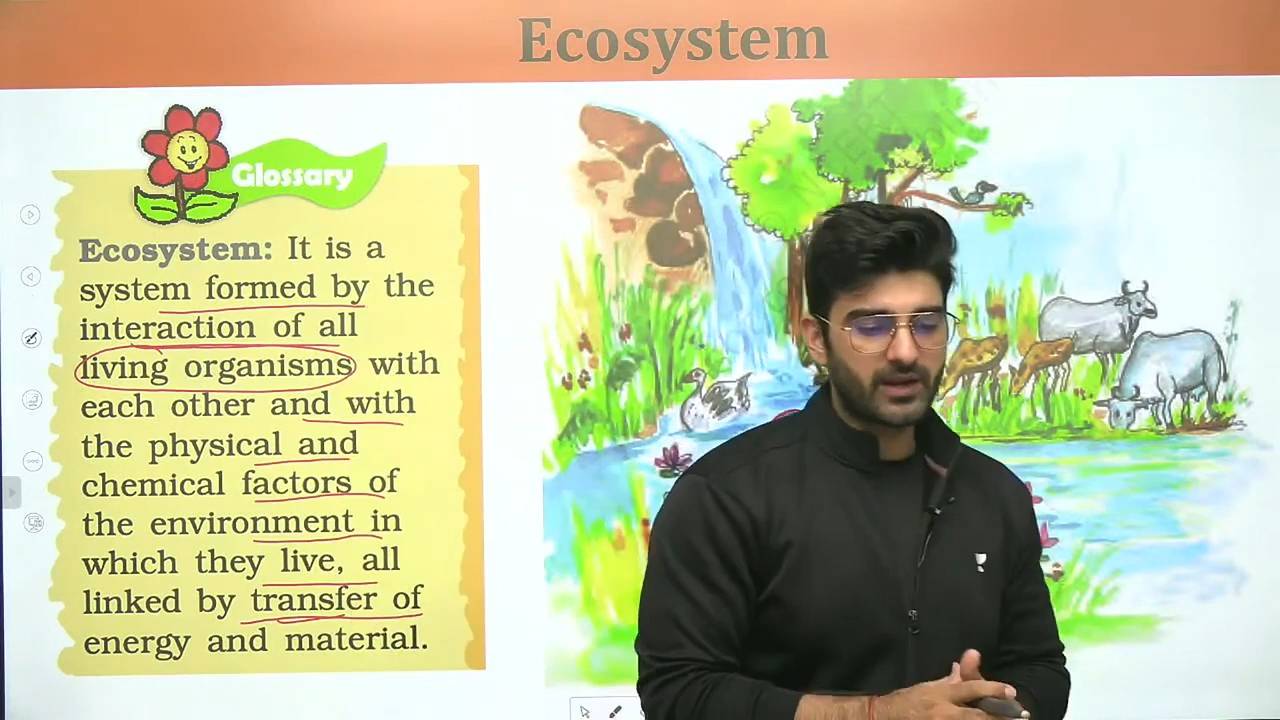 Ecosystem
Glossary
Ecosystem: It is a
system formed by the
interaction of all
living organisms with
each other and with
the physical and
chemical factors of
the environment in
which they live, all
linked by transfer of
energy and material.